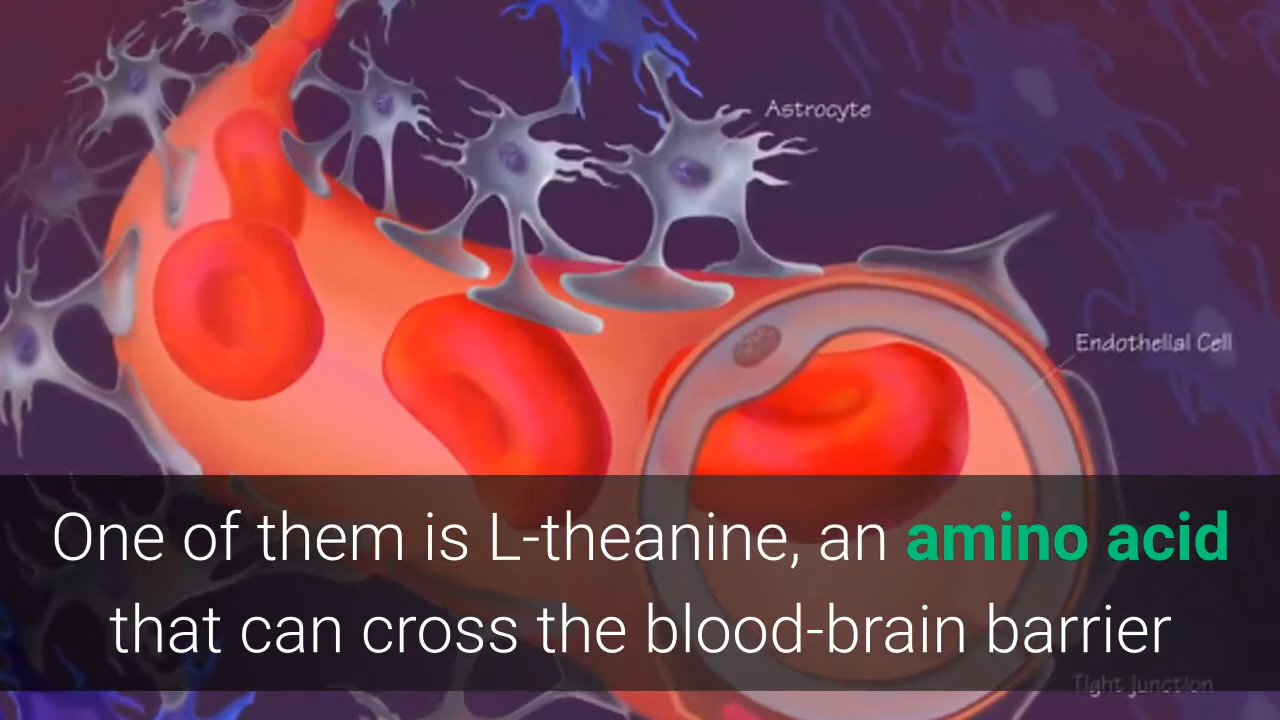 Astrocyte
Endothelial Cell
One of them is L-theanine, an amino acid
that can cross the blood-brain barrier
Tight Junction